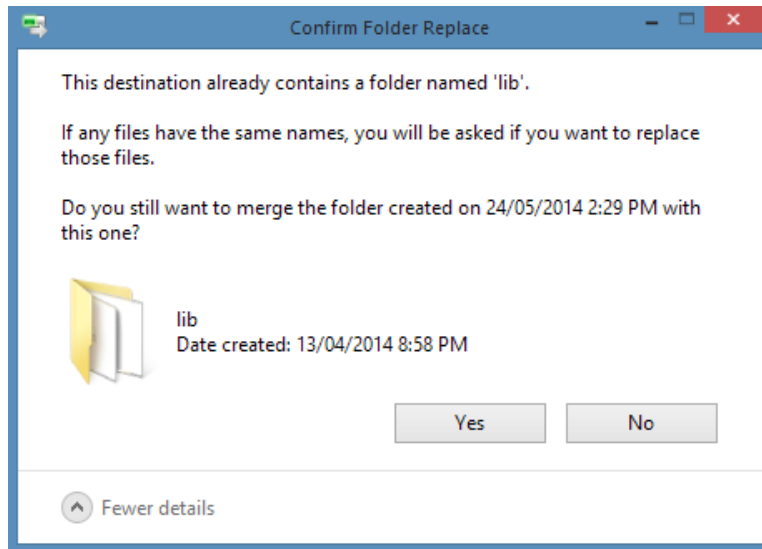 Confirm Folder Replace
This destination already contains a folder named 'lib'.
If any files have the same names, you will be asked if you want to replace
those files.
Do you still want to merge the folder created on 24/05/2014 2:29 PM with
this one?
lib
Date created: 13/04/2014 8:58 PM
Yes
No
Fewer details